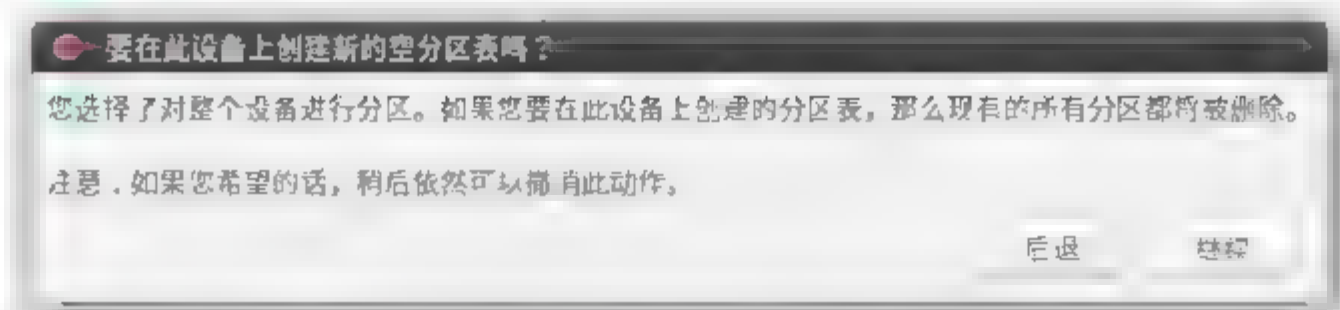 要在此设备上创建新的空分区表吗？
您选择了对整个设备进行分区。如果您要在此设备上创建的分区表，那么现有的所有分区都将被删除。
注意．如果您希望的话，稍后依然可以撤消此动作。
后退
继续